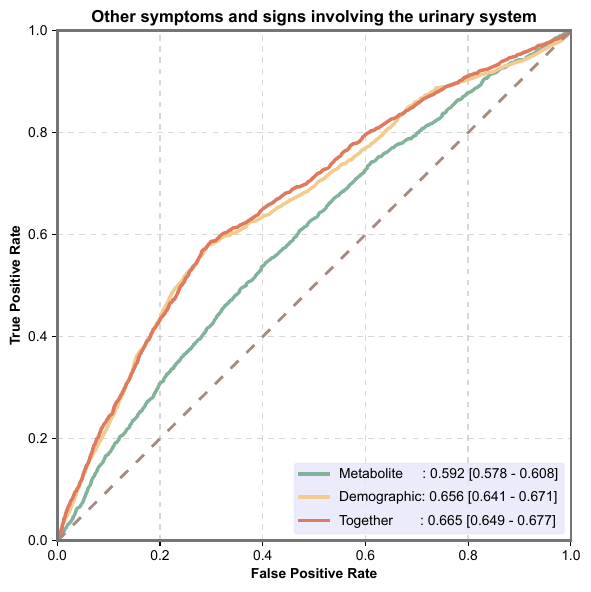 Other symptoms and signs involving the urinary system
True Positive Rate
1.0
0.8
0.6
0.4
0.2
0.0
Metabolite : 0.592 [0.578 - 0.608]
Demographic: 0.656 [0.641 - 0.671]
Together : 0.665 [0.649 - 0.677]
0.0 0.2 0.4 0.6 0.8 1.0
False Positive Rate